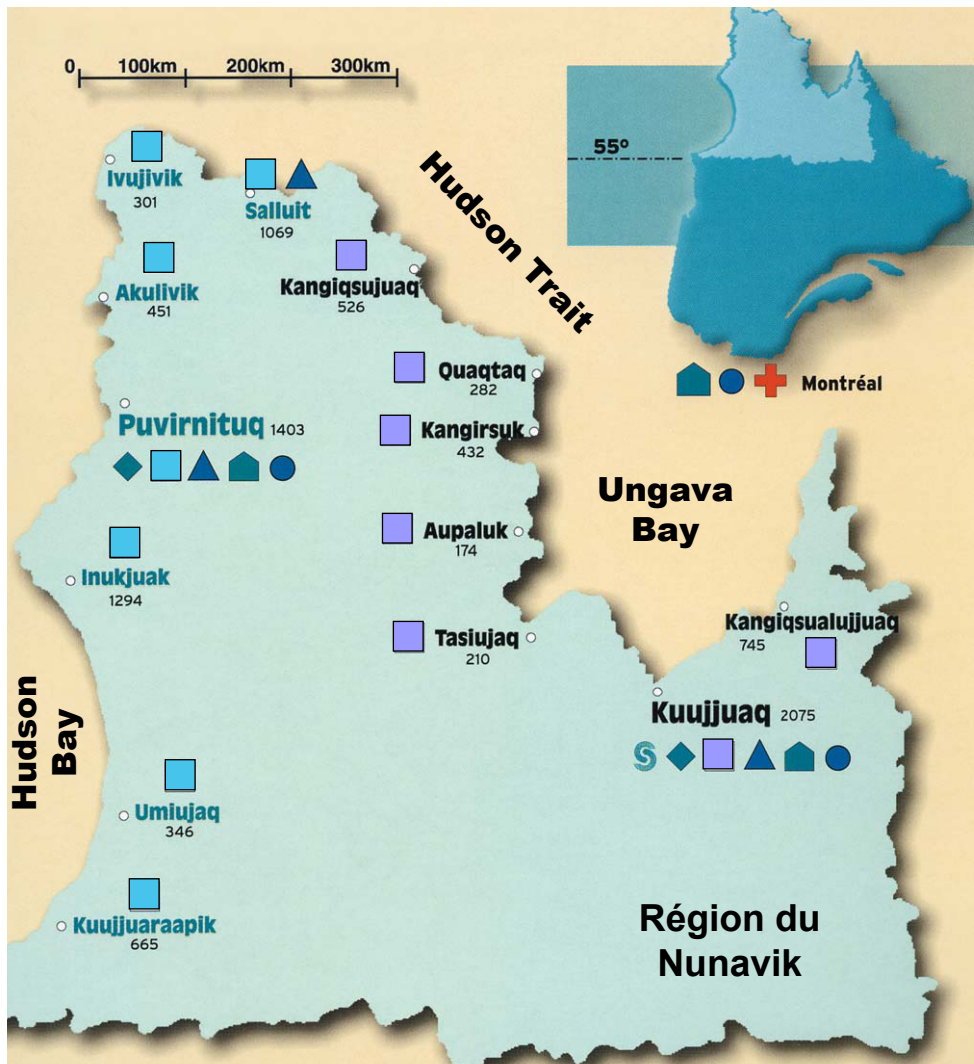 0 100km 200km 300km
55º
Ivujivik
301
Salluit
1069
Hudson Trait
Kangiqsujuaq
526
Akulivik
451
Quaqtaq
282
Montréal
Puvirnituq 1403
Kangirsuk
432
Ungava
Bay
Aupaluk
174
Inukjuak
1294
Tasiujaq
210
Kangiqsualujjuaq
745
Kuujjuaq 2075
S
Hudson
Bay
Umiujaq
346
Kuujjuaraapik
665
Région du
Nunavik